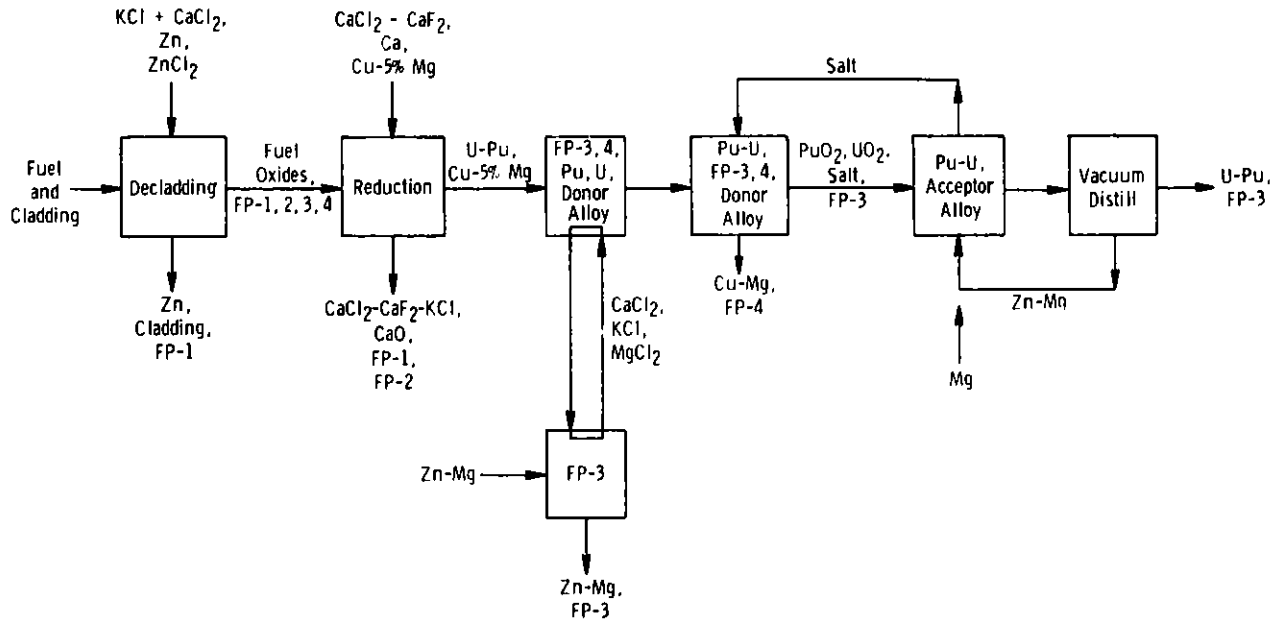 KCl + CaCl2,
Zn,
ZnCl2
CaCl2 - CaF2,
Ca,
Cu-5% Mg
Salt
Fuel
and
Cladding
Decladding
Fuel
Oxides,
FP-1, 2, 3, 4
Reduction
U-Pu,
Cu-5% Mg
FP-3, 4,
Pu, U,
Donor
Alloy
Pu-U,
FP-3, 4,
Donor
Alloy
PuO2, UO2,
Salt,
FP-3
Pu-U,
Acceptor
Alloy
Vacuum
Distill
U-Pu,
FP-3
Zn,
Cladding,
FP-1
CaCl2-CaF2-KCl,
CaO,
FP-1,
FP-2
CaCl2,
KCl,
MgCl2
Cu-Mg,
FP-4
Zn-Mg
Mg
Zn-Mg
FP-3
Zn-Mg,
FP-3